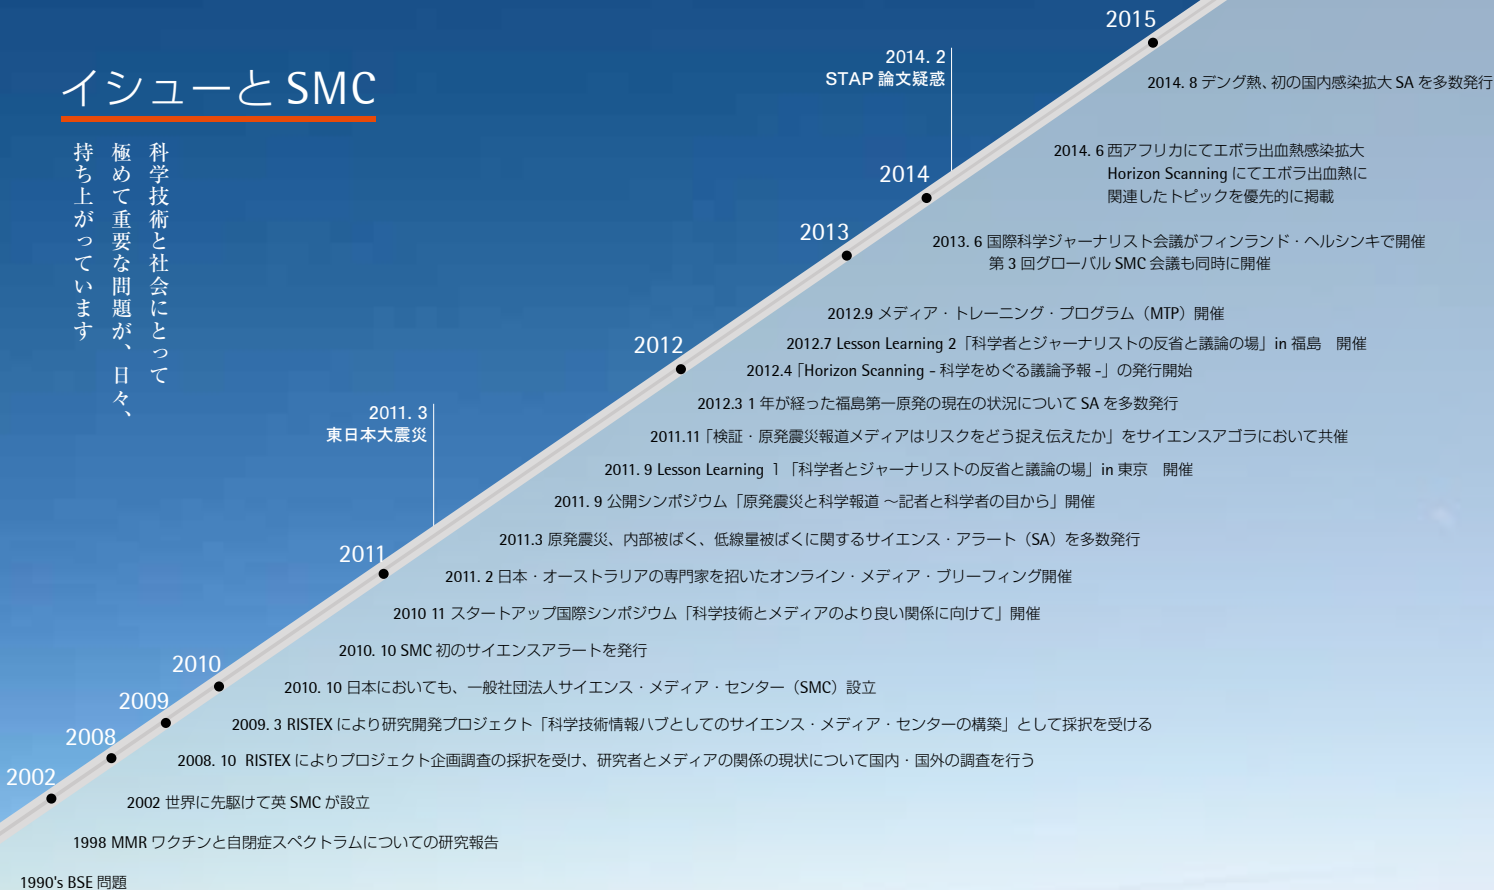 イシューと SMC
科学技術と社会にとって
極めて重要な問題が、日々、
持ち上がっています
2015
2014. 2
STAP 論文疑惑
2014. 8 デング熱、初の国内感染拡大 SA を多数発行
2014. 6 西アフリカにてエボラ出血熱感染拡大
Horizon Scanning にてエボラ出血熱に
関連したトピックを優先的に掲載
2014
2013
2013. 6 国際科学ジャーナリスト会議がフィンランド・ヘルシンキで開催
第 3 回グローバル SMC 会議も同時に開催
2012.9 メディア・トレーニング・プログラム（MTP）開催
2012
2012.7 Lesson Learning 2「科学者とジャーナリストの反省と議論の場」in 福島　開催
2012.4「Horizon Scanning - 科学をめぐる議論予報 -」の発行開始
2012.3 1 年が経った福島第一原発の現在の状況について SA を多数発行
2011. 3
東日本大震災
2011.11「検証・原発震災報道メディアはリスクをどう捉え伝えたか」をサイエンスアゴラにおいて共催
2011. 9 Lesson Learning １「科学者とジャーナリストの反省と議論の場」in 東京　開催
2011. 9 公開シンポジウム「原発震災と科学報道 〜記者と科学者の目から」開催
2011.3 原発震災、内部被ばく、低線量被ばくに関するサイエンス・アラート（SA）を多数発行
2011
2011. 2 日本・オーストラリアの専門家を招いたオンライン・メディア・ブリーフィング開催
2010 11 スタートアップ国際シンポジウム「科学技術とメディアのより良い関係に向けて」開催
2010. 10 SMC 初のサイエンスアラートを発行
2010
2010. 10 日本においても、一般社団法人サイエンス・メディア・センター（SMC）設立
2009
2009. 3 RISTEX により研究開発プロジェクト「科学技術情報ハブとしてのサイエンス・メディア・センターの構築」として採択を受ける
2008
2008. 10 RISTEX によりプロジェクト企画調査の採択を受け、研究者とメディアの関係の現状について国内・国外の調査を行う
2002
2002 世界に先駆けて英 SMC が設立
1998 MMR ワクチンと自閉症スペクトラムについての研究報告
1990's BSE 問題